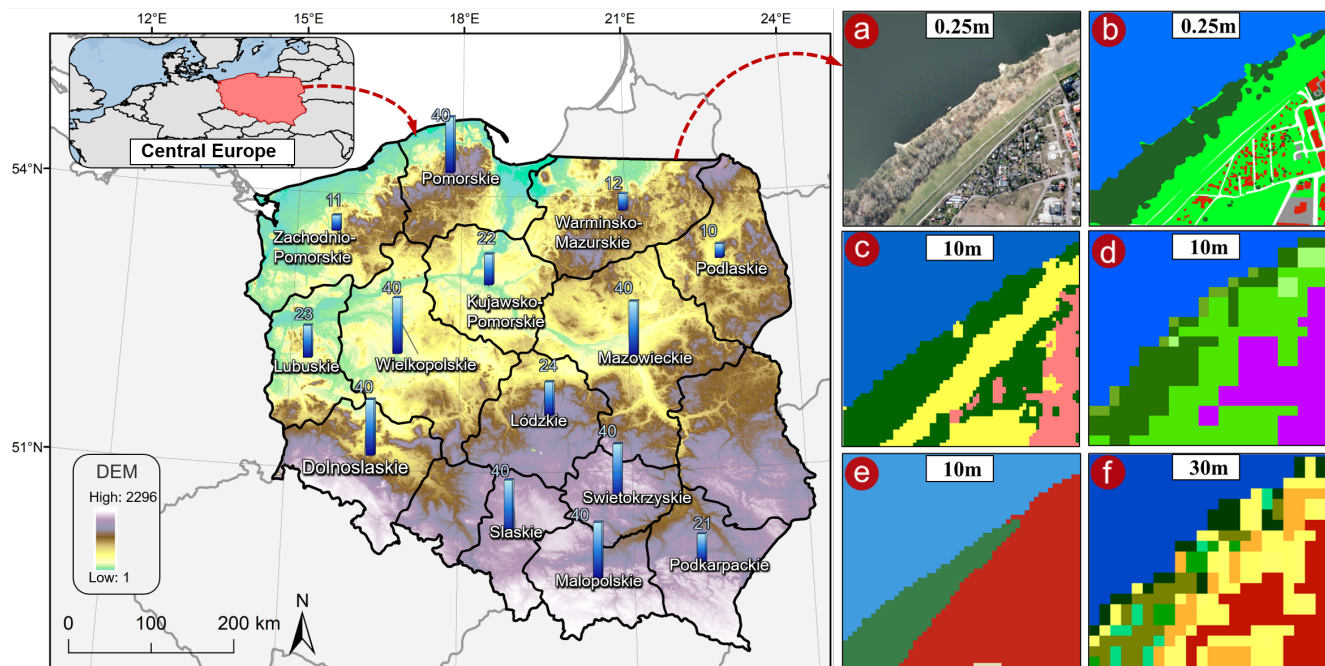 12°E
15°E
18°E
21°E
24°E
54°N
51°N
Central Europe
40
Pomorskie
11
Zachodnio-
Pomorskie
12
Warminsko-
Mazurskie
10
Podlaskie
22
Kujawsko-
Pomorskie
23
Lubuskie
40
Wielkopolskie
40
Mazowieckie
24
Lódzkie
40
Dolnoslaskie
40
Swietokrzyskie
40
Slaskie
40
Malopolskie
21
Podkarpackie
DEM
High: 2296
Low: 1
0 100 200 km
N
a 0.25m
b 0.25m
c 10m
d 10m
e 10m
f 30m